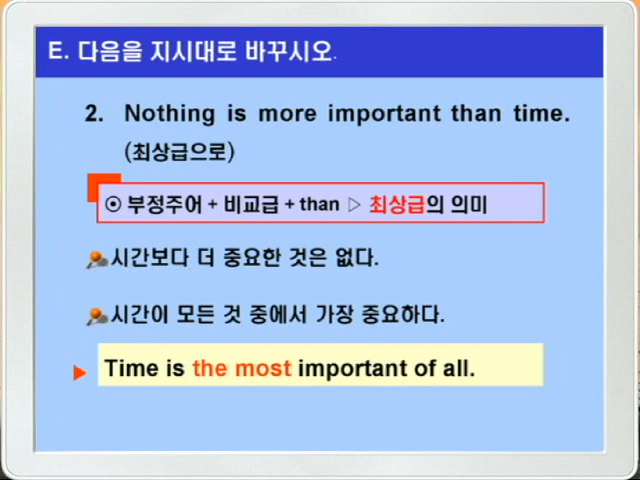 E. 다음을 지시대로 바꾸시오.
2. Nothing is more important than time.
(최상급으로)
⊙ 부정주어 + 비교급 + than ▷ 최상급의 의미
시간보다 더 중요한 것은 없다.
시간이 모든 것 중에서 가장 중요하다.
Time is the most important of all.